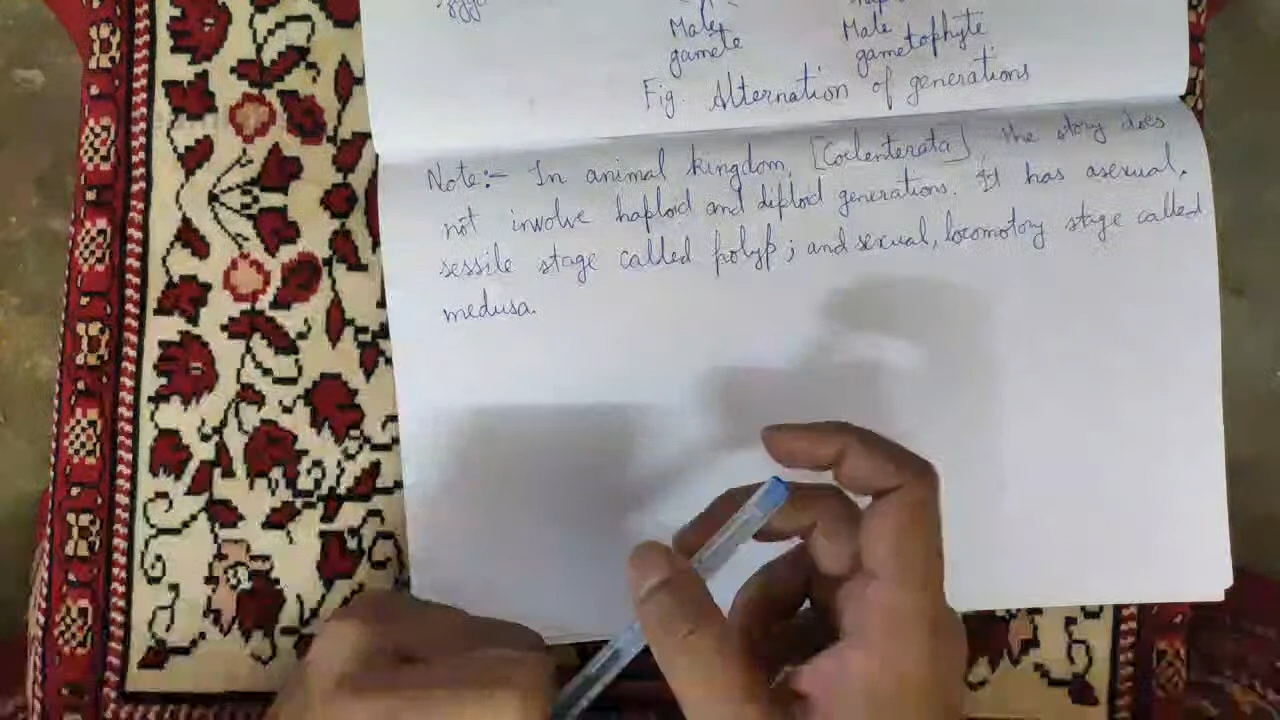 Male
gamete
Male
gametophyte
Fig. Alternation of generations
Note:- In animal kingdom, [Coelenterata], the story does
not involve haploid and diploid generations. It has asexual,
sessile stage called polyp; and sexual, locomotory stage called
medusa.